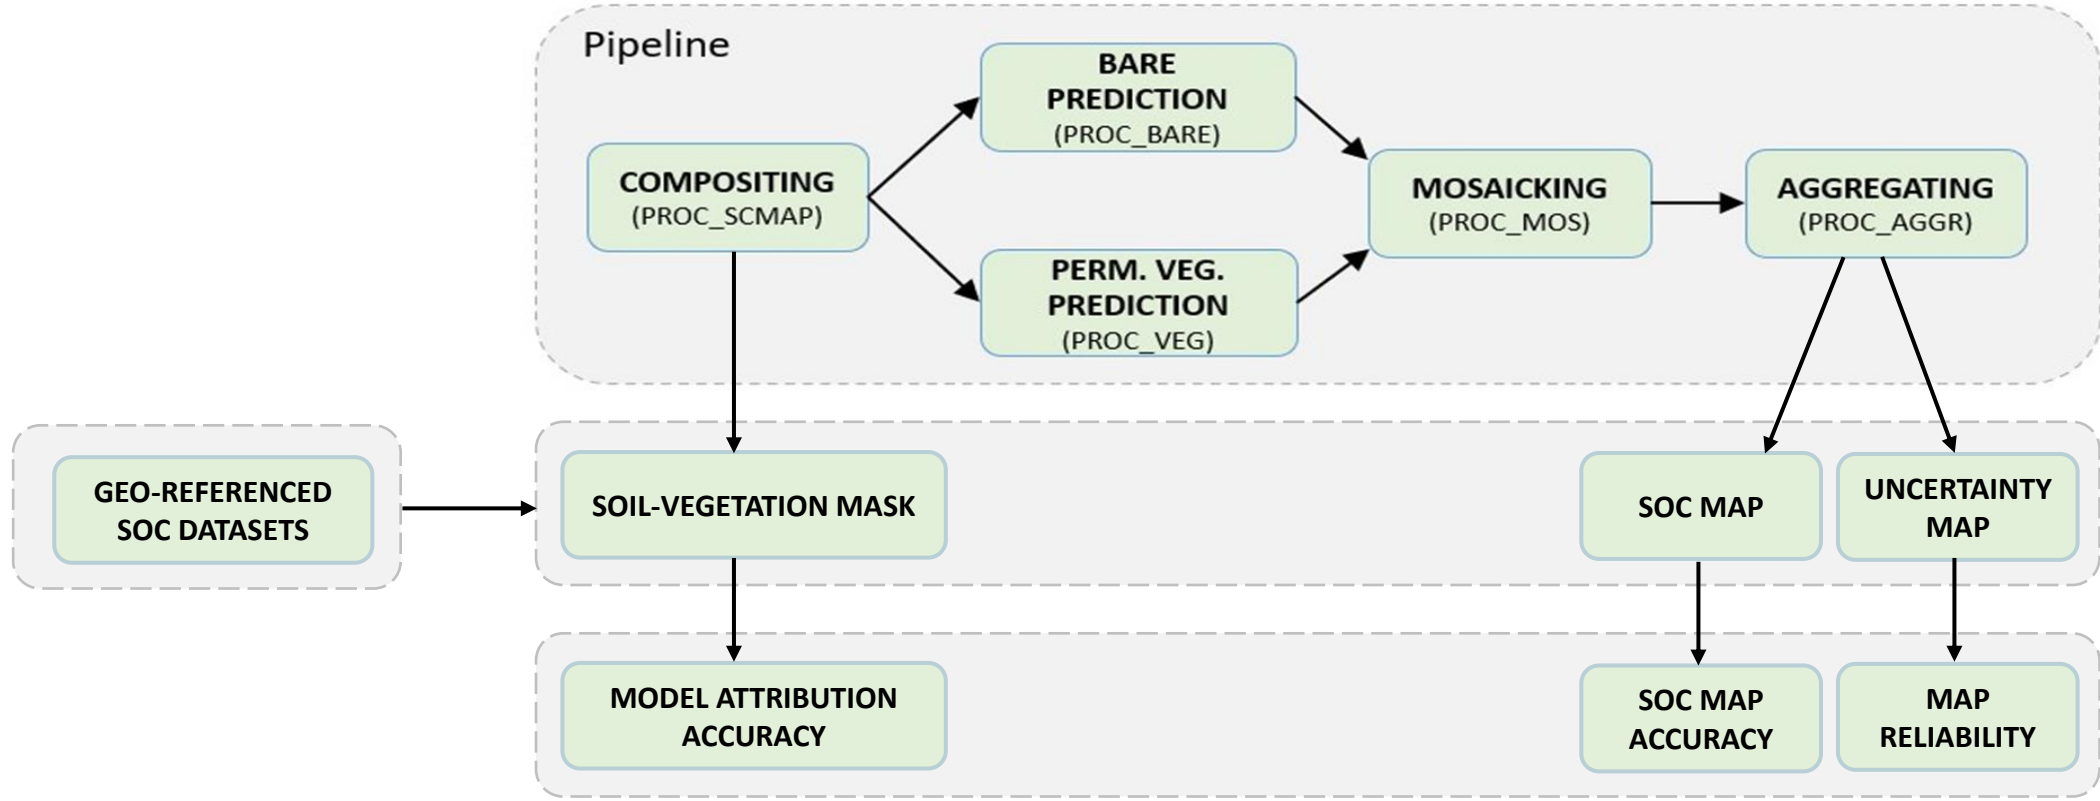 Pipeline
BARE
PREDICTION
(PROC_BARE)
COMPOSITING
(PROC_SCMAP)
MOSAICKING
(PROC_MOS)
AGGREGATING
(PROC_AGGR)
PERM. VEG.
PREDICTION
(PROC_VEG)
GEO-REFERENCED
SOC DATASETS
SOIL-VEGETATION MASK
SOC MAP
UNCERTAINTY
MAP
MODEL ATTRIBUTION
ACCURACY
SOC MAP
ACCURACY
MAP
RELIABILITY